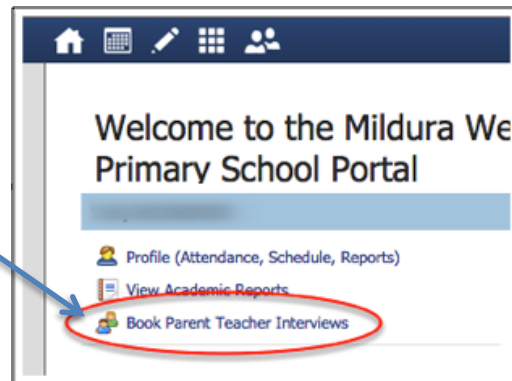 Welcome to the Mildura We
Primary School Portal
Profile (Attendance, Schedule, Reports)
View Academic Reports
Book Parent Teacher Interviews